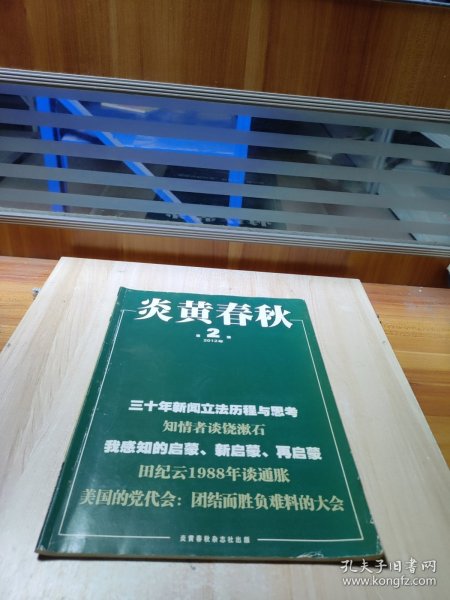 炎黄春秋
第2期
2012年
三十年新闻立法历程与思考
知情者谈饶漱石
我感知的启蒙、新启蒙、再启蒙
田纪云1988年谈通胀
美国的党代会：团结而胜负难料的大会
炎黄春秋杂志社出版
孔夫子旧书网
www.kongfz.com